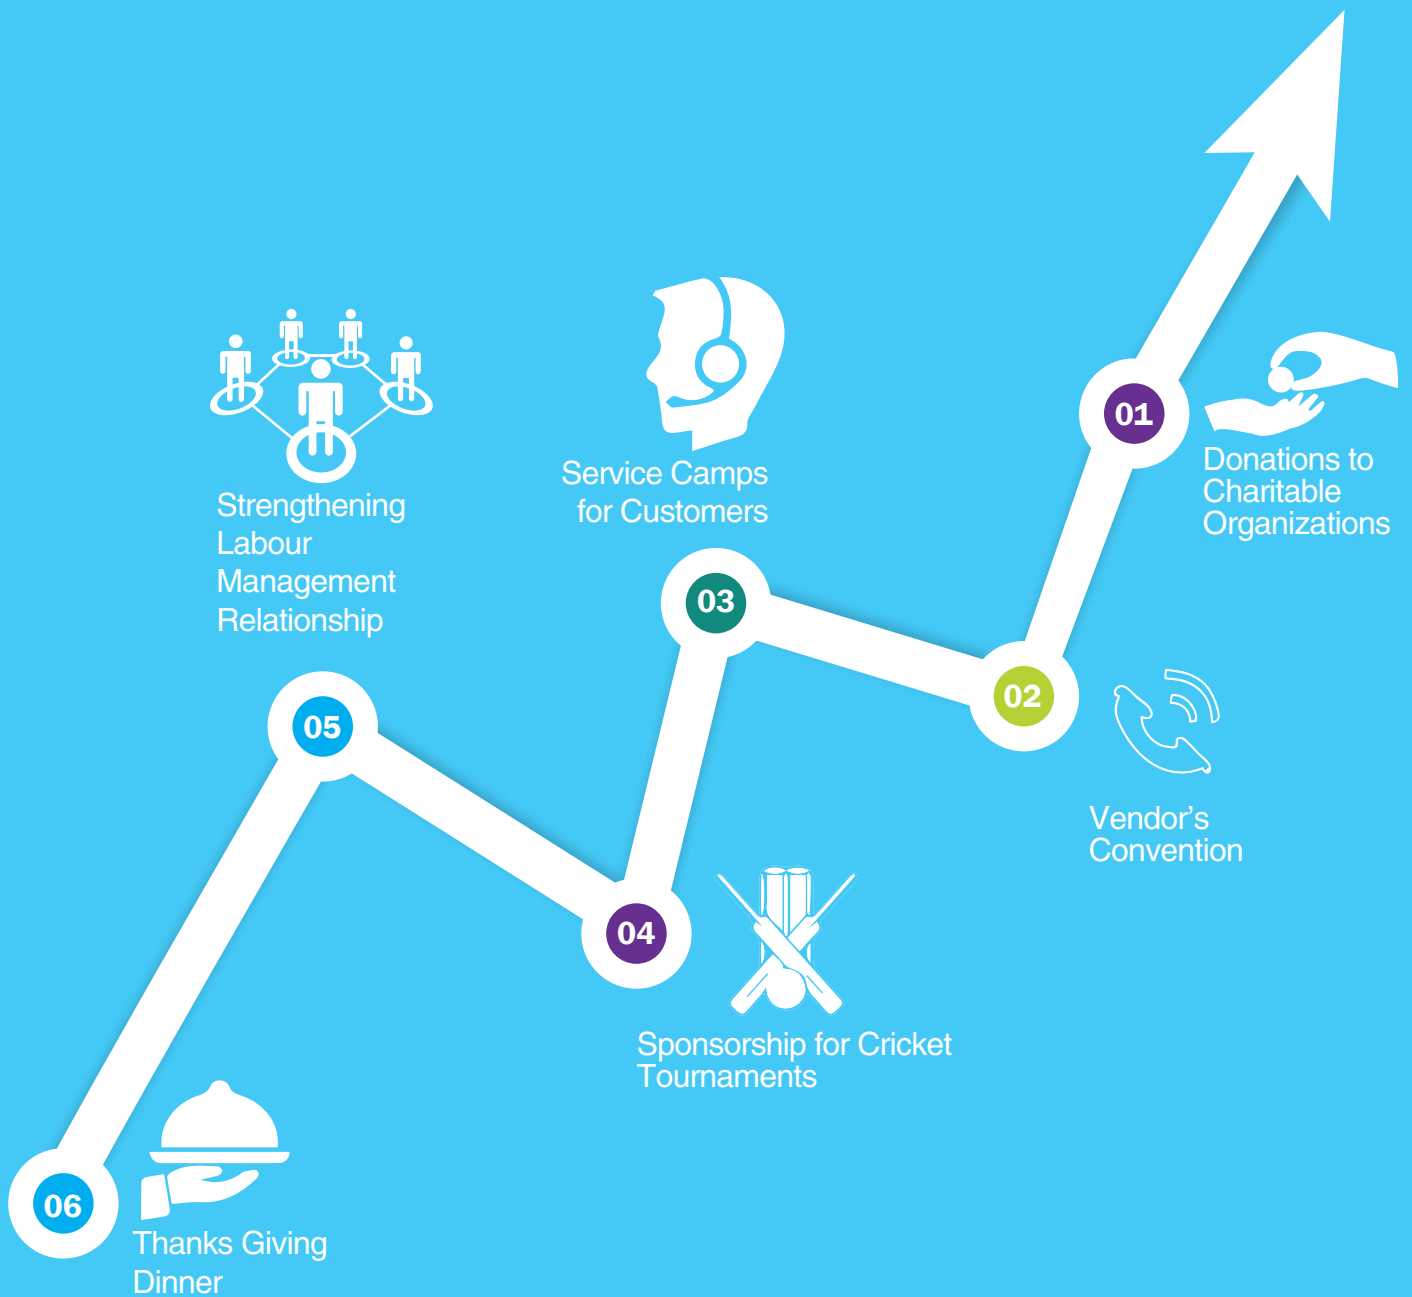 01
Donations to
Charitable
Organizations
02
Vendor’s
Convention
03
Service Camps
for Customers
04
Sponsorship for Cricket
Tournaments
05
Strengthening
Labour
Management
Relationship
06
Thanks Giving
Dinner